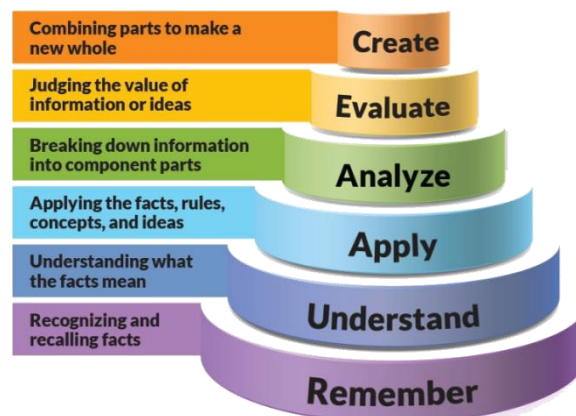 Combining parts to make a
new whole
Create
Judging the value of
information or ideas
Evaluate
Breaking down information
into component parts
Analyze
Applying the facts, rules,
concepts, and ideas
Apply
Understanding what
the facts mean
Understand
Recognizing and
recalling facts
Remember